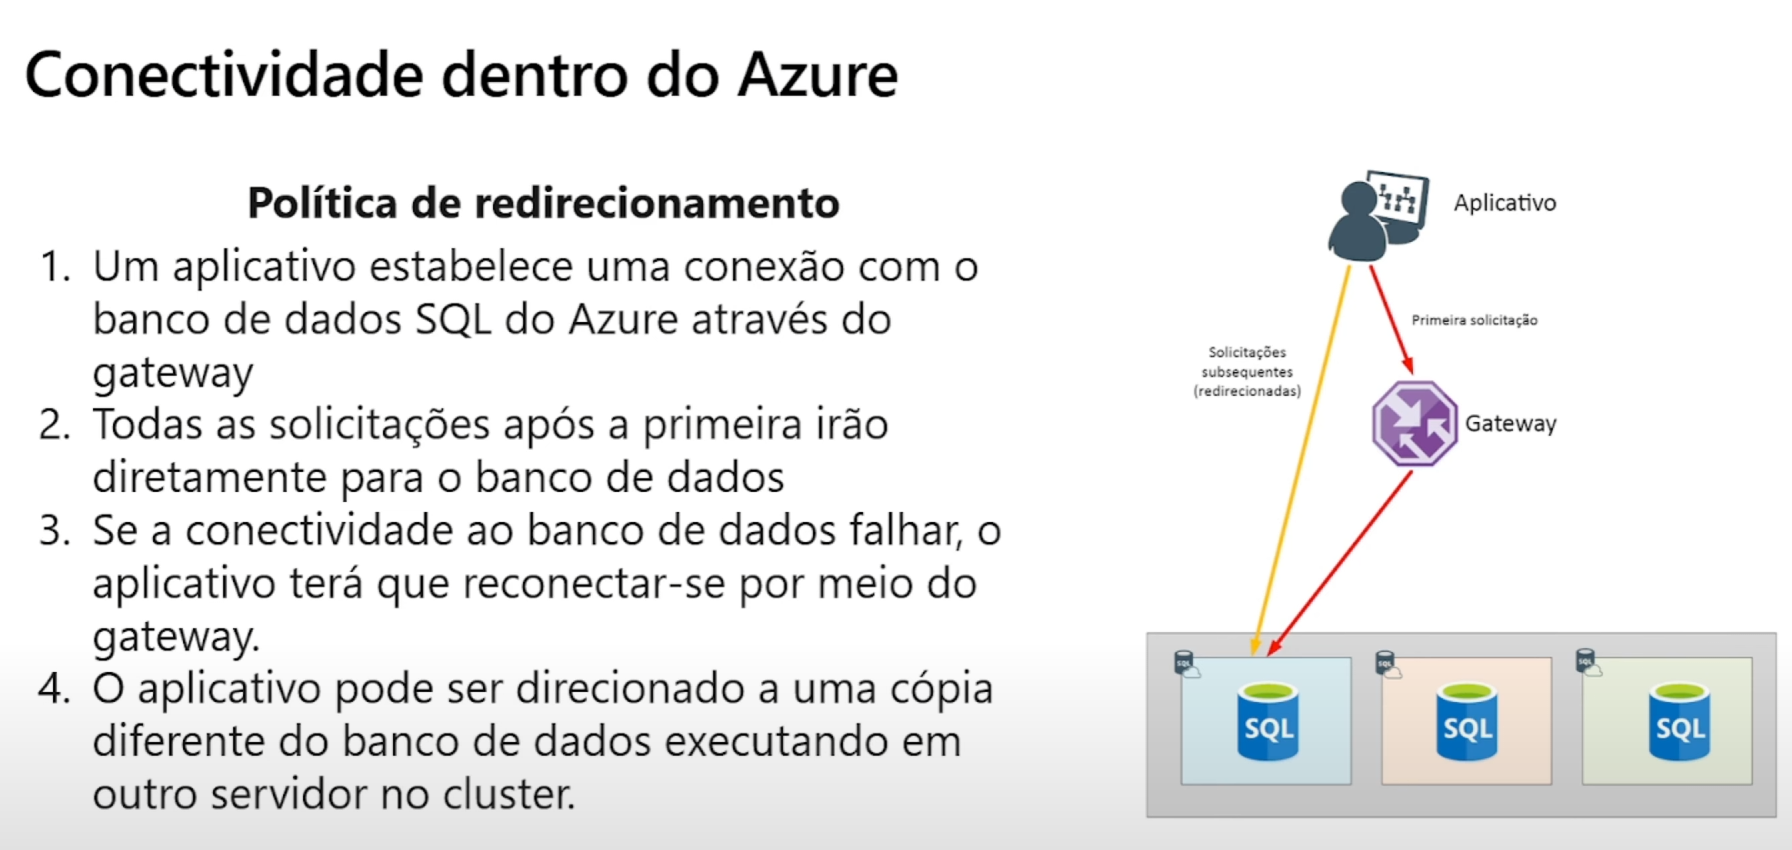 Conectividade dentro do Azure
Política de redirecionamento
1. Um aplicativo estabelece uma conexão com o
banco de dados SQL do Azure através do
gateway
2. Todas as solicitações após a primeira irão
diretamente para o banco de dados
3. Se a conectividade ao banco de dados falhar, o
aplicativo terá que reconectar-se por meio do
gateway.
4. O aplicativo pode ser direcionado a uma cópia
diferente do banco de dados executando em
outro servidor no cluster.
Aplicativo
Primeira solicitação
Solicitações
subsequentes
(redirecionadas)
Gateway
SQL
SQL
SQL
SQL
SQL
SQL